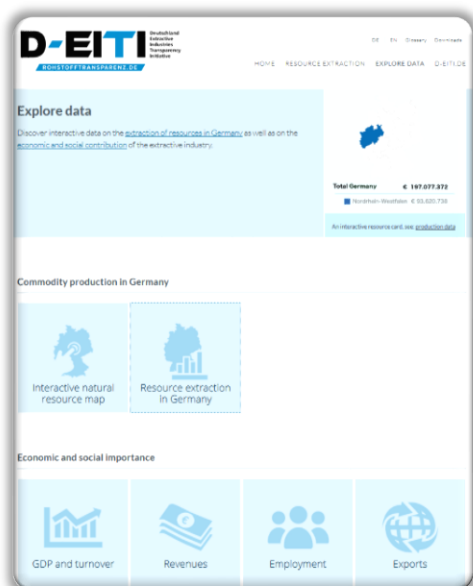 D-EITI
Deutschland
Extractive
Industries
Transparency
Initiative
ROHSTOFFTRANSPARENZ.DE
DE EN Glossary Downloads
HOME RESOURCE EXTRACTION EXPLORE DATA D-EITI.DE
Explore data
Discover interactive data on the extraction of resources in Germany as well as on the
economic and social contribution of the extractive industry.
Total Germany € 197.077.372
Nordrhein-Westfalen
An interactive resource card, see: production data
Commodity production in Germany
Interactive natural
resource map
Resource extraction
in Germany
Economic and social importance
GDP and turnover
Revenues
Employment
Exports